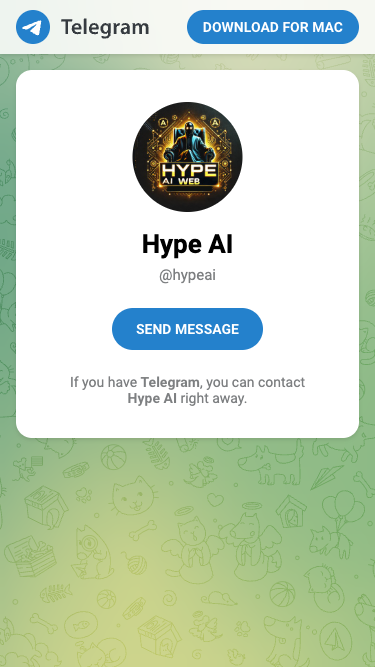 Telegram
DOWNLOAD FOR MAC
HYPE
AI WEB
Hype AI
@hypeai
SEND MESSAGE
If you have Telegram, you can contact
Hype AI right away.